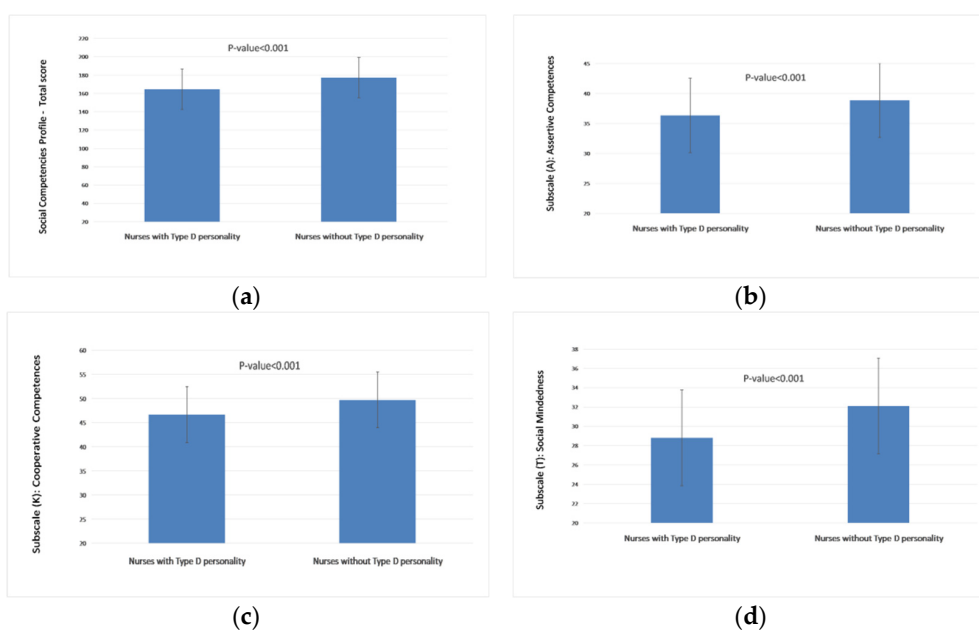 Social Competencies Profile - Total score
P-value<0.001
220
200
180
160
140
120
100
80
60
40
20
Nurses with Type D personality
Nurses without Type D personality
(a)
Subscale (A): Assertive Competences
P-value<0.001
45
40
35
30
25
20
Nurses with Type D personality
Nurses without Type D personality
(b)
Subscale (K): Cooperative Competences
P-value<0.001
60
55
50
45
40
35
30
25
20
Nurses with Type D personality
Nurses without Type D personality
(c)
Subscale (T): Social Mindedness
P-value<0.001
38
36
34
32
30
28
26
24
22
20
Nurses with Type D personality
Nurses without Type D personality
(d)